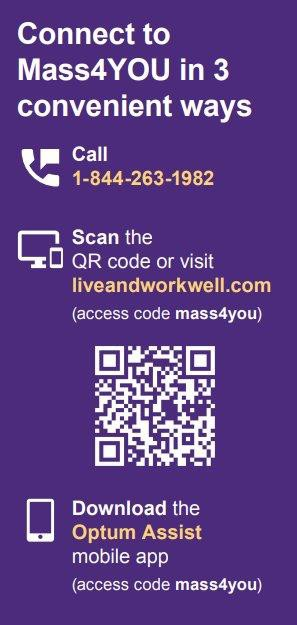 Connect to
Mass4YOU in 3
convenient ways
Call
1-844-263-1982
Scan the
QR code or visit
liveandworkwell.com
(access code mass4you)
Download the
Optum Assist
mobile app
(access code mass4you)